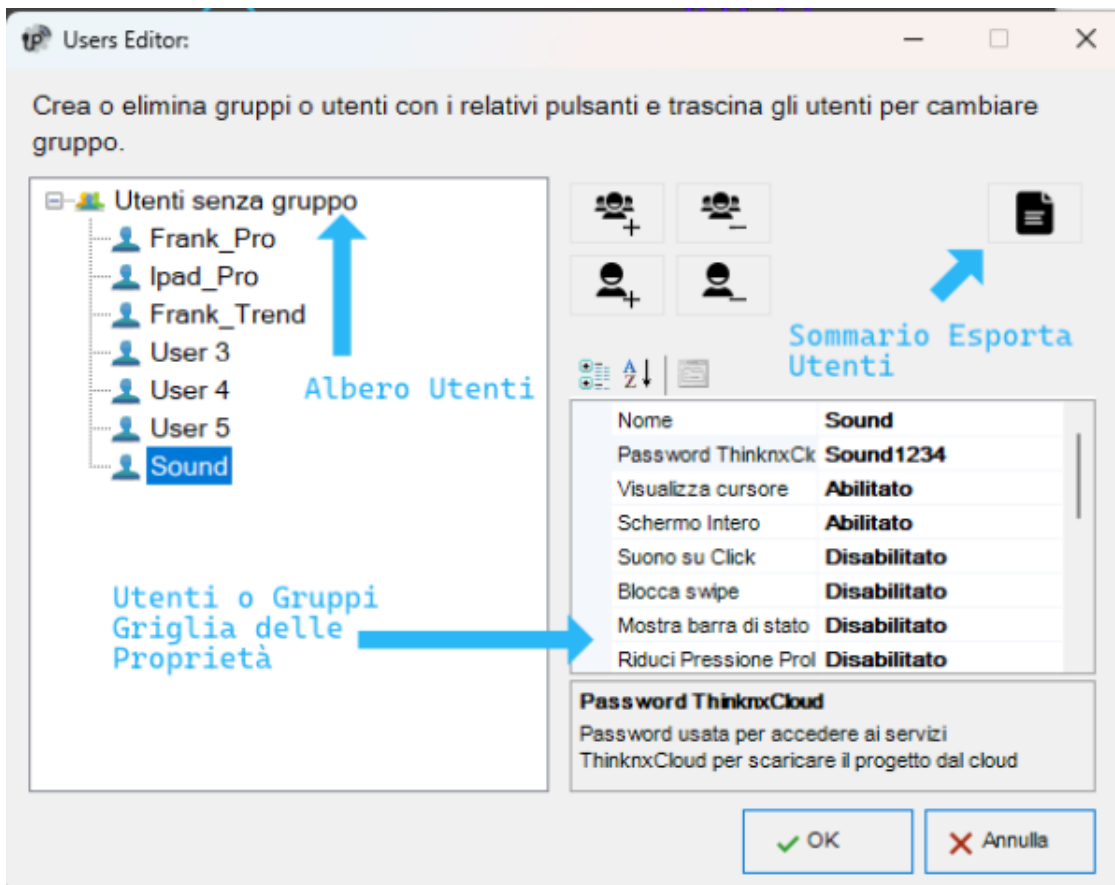 Users Editor:
Crea o elimina gruppi o utenti con i relativi pulsanti e trascina gli utenti per cambiare
gruppo.
Utenti senza gruppo
Frank_Pro
Ipad_Pro
Frank_Trend
User 3
User 4
User 5
Sound
Albero Utenti
Utenti o Gruppi
Griglia delle
Proprietà
Sommario Esporta
Utenti
Nome Sound
Password ThinknxClo Sound1234
Visualizza cursore Abilitato
Schermo Intero Abilitato
Suono su Click Disabilitato
Blocca swipe Disabilitato
Mostra barra di stato Disabilitato
Riduci Pressione Prol Disabilitato
Password ThinknxCloud
Password usata per accedere ai servizi
ThinknxCloud per scaricare il progetto dal cloud
OK
Annulla